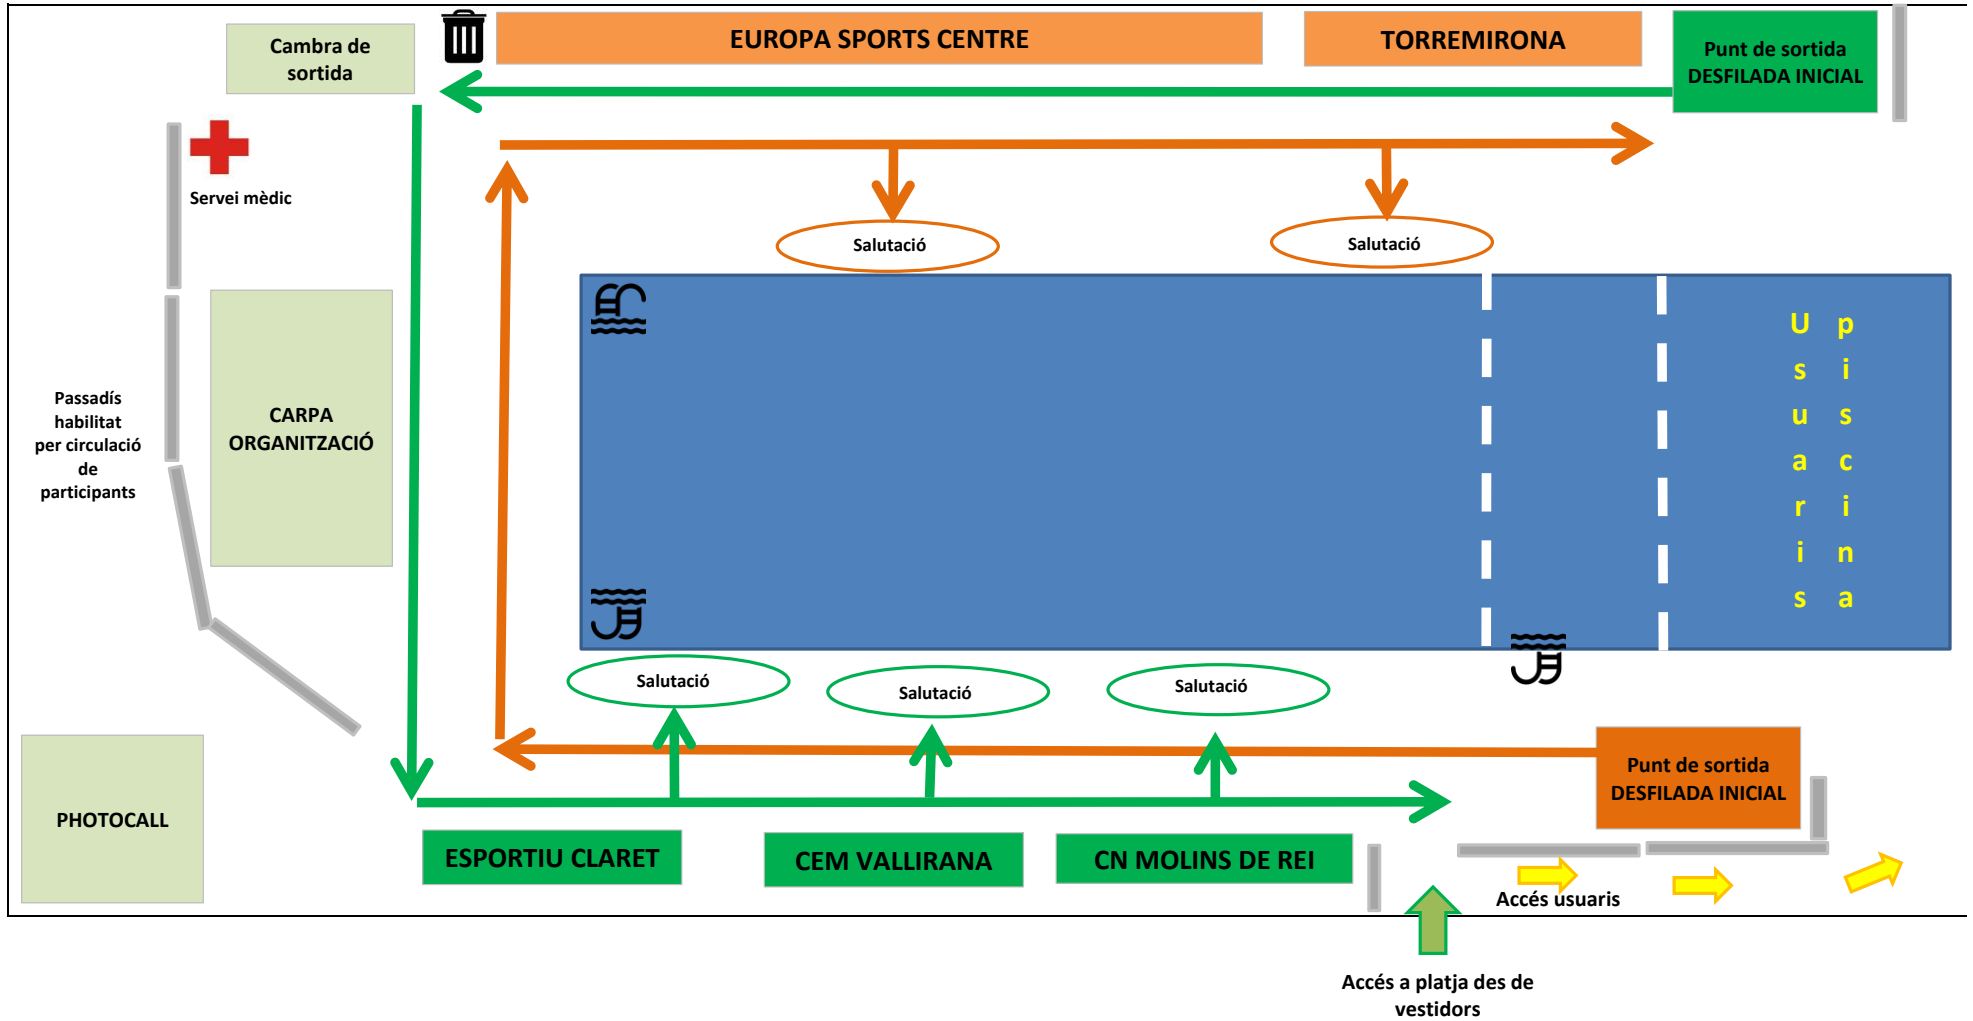 Cambra de
sortida
EUROPA SPORTS CENTRE
TORREMIRONA
Punt de sortida
DESFILADA INICIAL
Servei mèdic
Salutació
Salutació
Usuaris
piscina
Passadís
habilitat
per circulació
de
participants
CARPA
ORGANITZACIÓ
Salutació
Salutació
Salutació
Punt de sortida
DESFILADA INICIAL
PHOTOCALL
ESPORTIU CLARET
CEM VALLIRANA
CN MOLINS DE REI
Accés usuaris
Accés a platja des de
vestidors